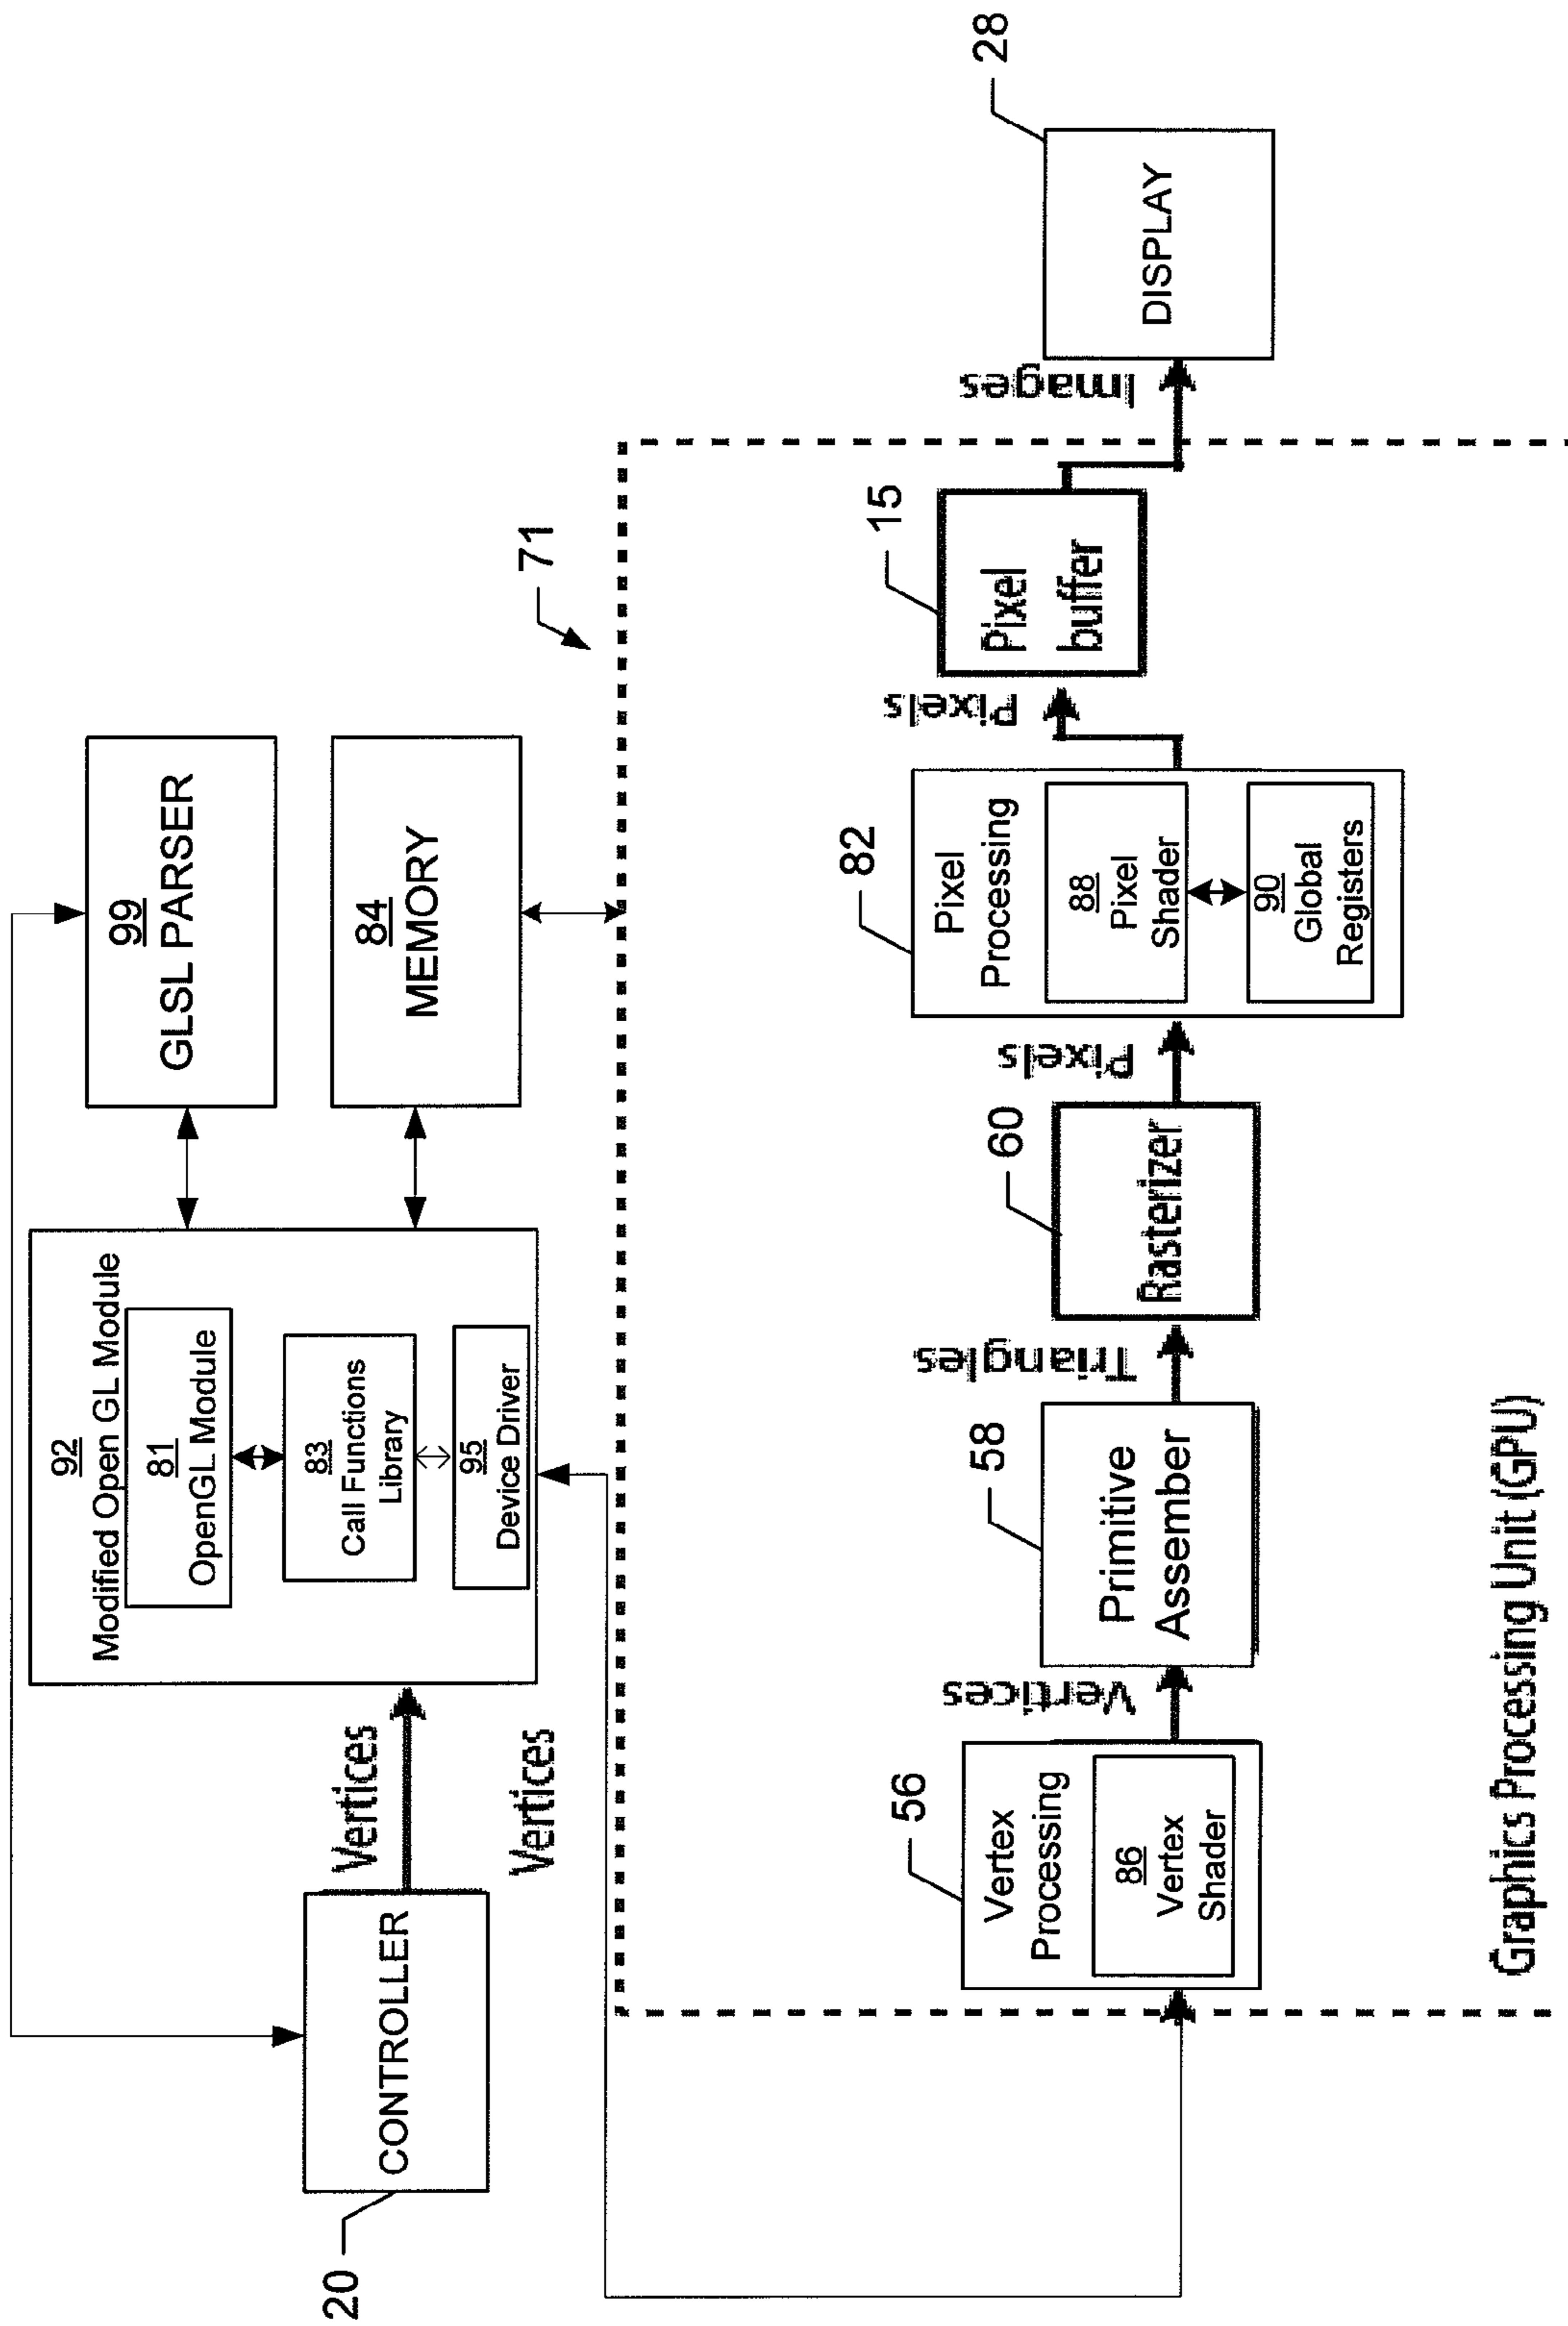 20
CONTROLLER
Vertices
Vertices
92
Modified Open GL Module
81
OpenGL Module
83
Call Functions
Library
95
Device Driver
99
GLSL PARSER
84
MEMORY
71
56
Vertex
Processing
86
Vertex
Shader
Vertices
58
Primitive
Assember
Triangles
60
Rasterizer
Pixels
82
Pixel
Processing
88
Pixel
Shader
90
Global
Registers
Pixels
15
Pixel
buffer
Images
28
DISPLAY
Graphics Processing Unit (GPU)